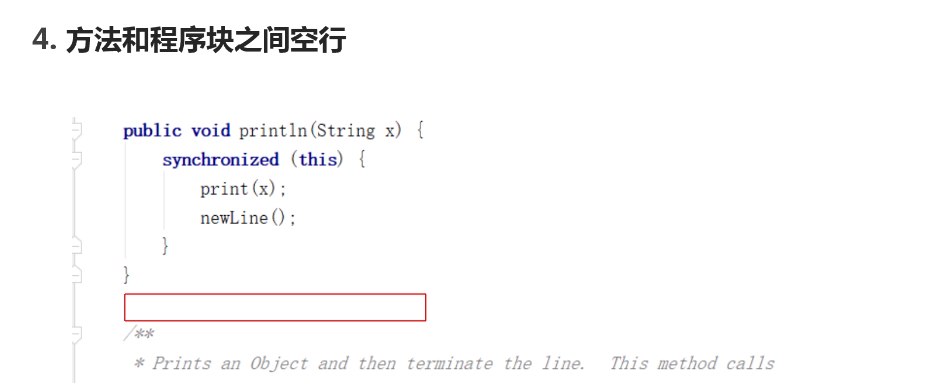 4. 方法和程序块之间空行
public void println(String x) {
synchronized (this) {
print(x);
newLine();
}
}
/**
* Prints an Object and then terminate the line.  This method calls